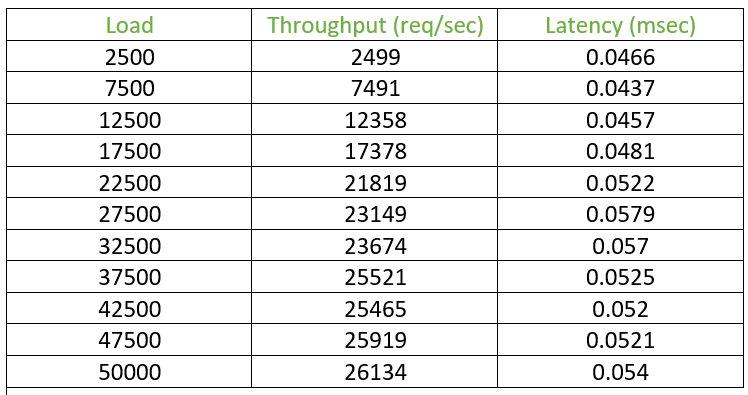 Load Throughput (req/sec) Latency (msec)
2500 2499 0.0466
7500 7491 0.0437
12500 12358 0.0457
17500 17378 0.0481
22500 21819 0.0522
27500 23149 0.0579
32500 23674 0.057
37500 25521 0.0525
42500 25465 0.052
47500 25919 0.0521
50000 26134 0.054